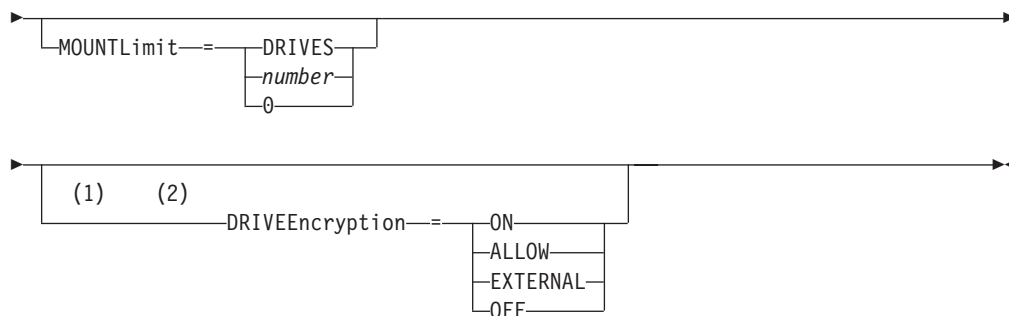 MOUNTLimit = DRIVES
number
0
(1) (2)
DRIVEEncryption = ON
ALLOW
EXTERNAL
OFF